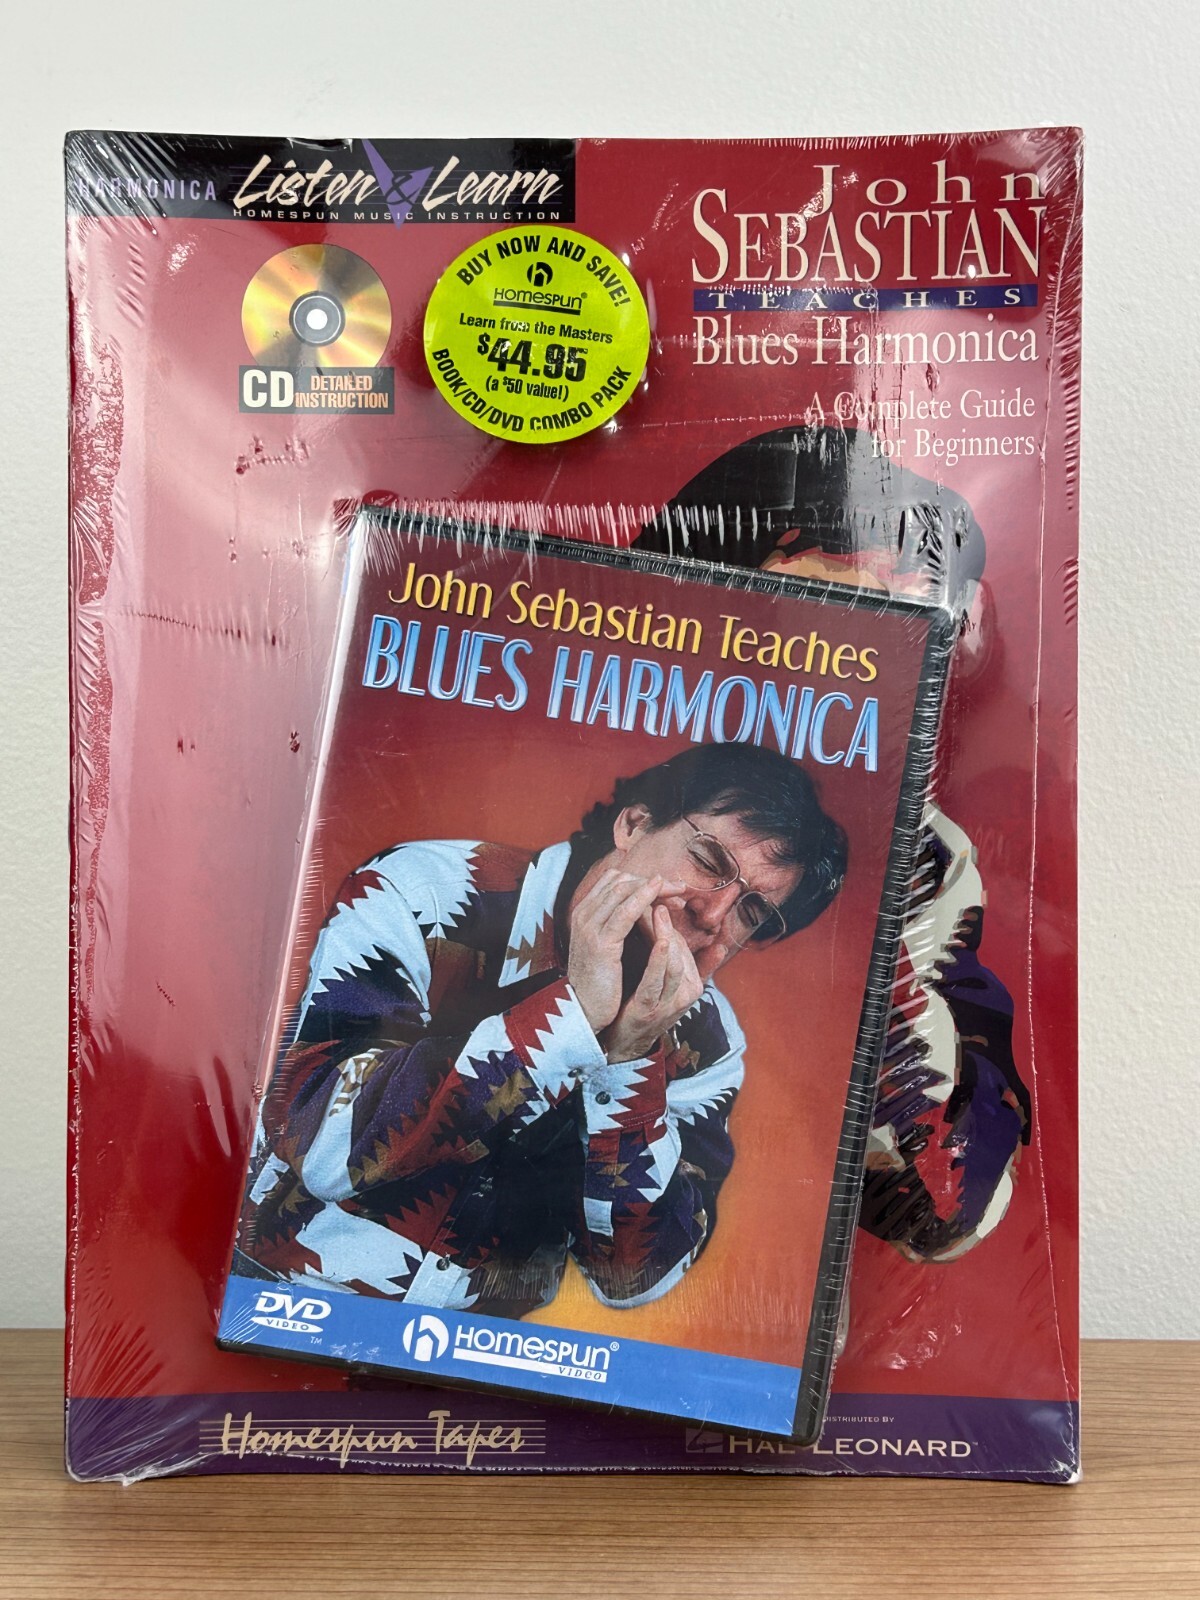 HARMONICA
Listen & Learn
HOMESPUN MUSIC INSTRUCTION
John
SEBASTIAN
TEACHES
Blues Harmonica
A Complete Guide
for Beginners
CD DETAILED
INSTRUCTION
BUY NOW AND SAVE!
HOMESPUN®
Learn from the Masters
$44.95
(a $50 value!)
BOOK/CD/DVD COMBO PACK
John Sebastian Teaches
BLUES HARMONICA
DVD
VIDEO
TM
HOMESPUN®
VIDEO
Homespun Tapes
DISTRIBUTED BY
HAL LEONARD